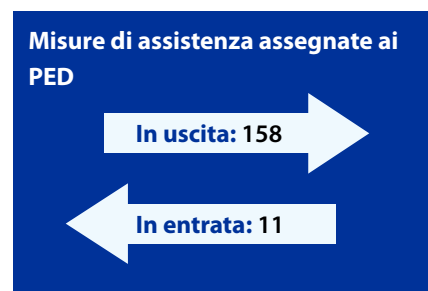 Misure di assistenza assegnate ai
PED
In uscita: 158
In entrata: 11